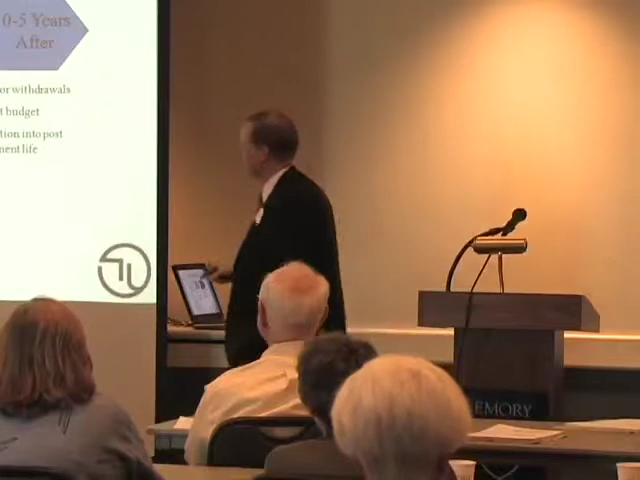 0-5 Years
After
or withdrawals
t budget
tion into post
ment life
EMORY